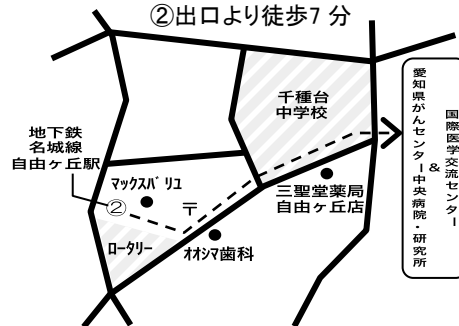 ②出口より徒歩7 分
千種台
中学校
国際医学交流センター
&
愛知県がんセンター中央病院・研究所
地下鉄
名城線
自由ヶ丘駅
マックスバリュ
②
〒
三聖堂薬局
自由ヶ丘店
ロータリー
オオシマ歯科